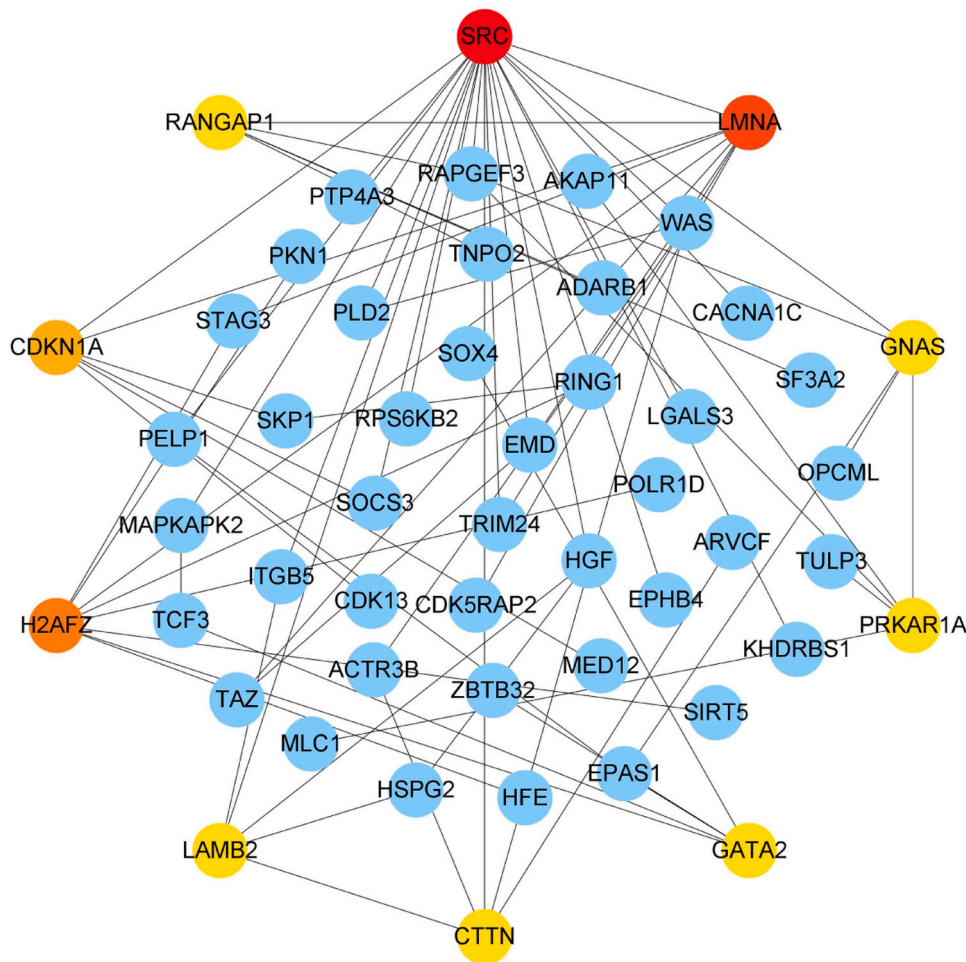 SRC
RANGAP1
LMNA
RAPGEF3
AKAP11
PTP4A3
WAS
PKN1
TNPO2
ADARB1
STAG3
PLD2
CACNA1C
CDKN1A
SOX4
GNAS
RING1
SF3A2
SKP1
RPS6KB2
LGALS3
PELP1
EMD
OPCML
SOCS3
POLR1D
MAPKAPK2
TRIM24
ARVCF
ITGB5
HGF
TULP3
CDK13
CDK5RAP2
EPHB4
H2AFZ
TCF3
PRKAR1A
KHDRBS1
ACTR3B
MED12
ZBTB32
TAZ
SIRT5
MLC1
HSPG2
HFE
EPAS1
LAMB2
GATA2
CTTN